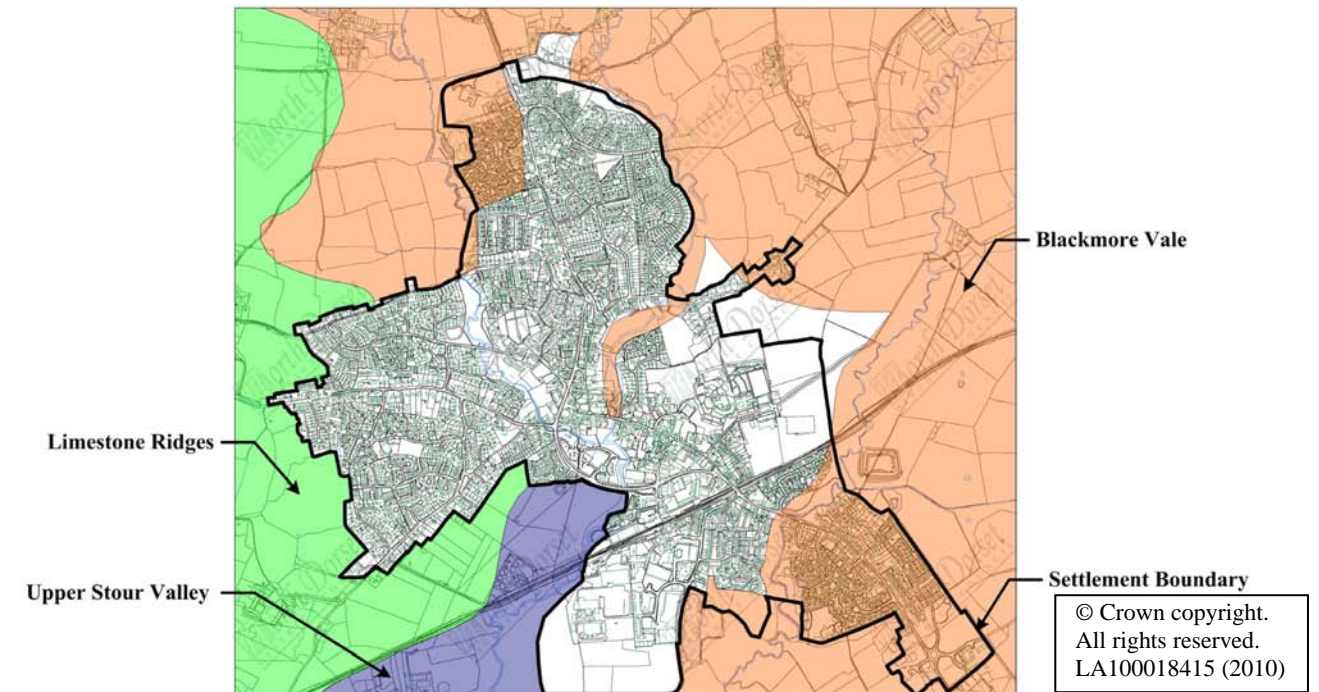 Blackmore Vale
Limestone Ridges
Upper Stour Valley
Settlement Boundary
© Crown copyright.
All rights reserved.
LA100018415 (2010)